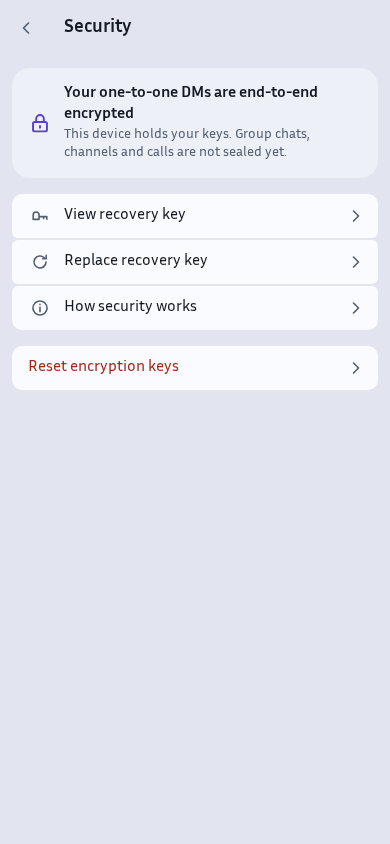 Security
Your one-to-one DMs are end-to-end
encrypted
This device holds your keys. Group chats,
channels and calls are not sealed yet.
View recovery key
Replace recovery key
How security works
Reset encryption keys